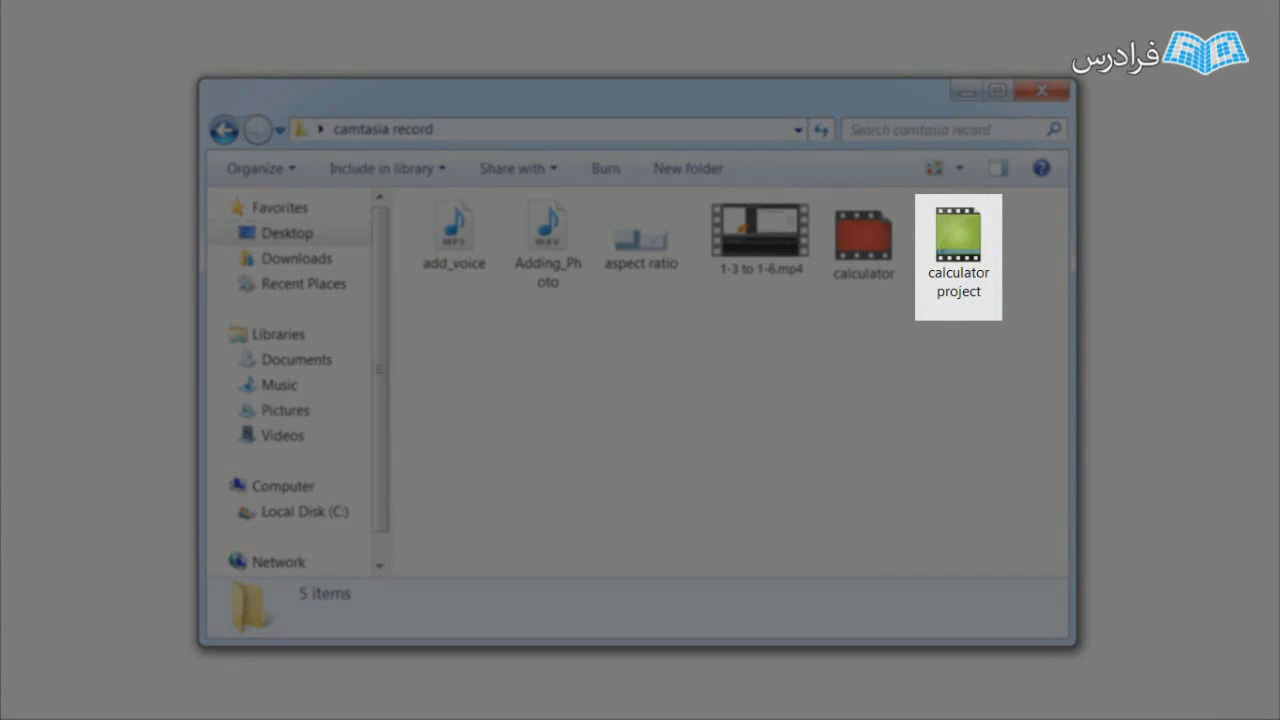 فرادرس
camtasia record
Search camtasia record
Organize
Include in library
Share with
Burn
New folder
Favorites
Desktop
Downloads
Recent Places
Libraries
Documents
Music
Pictures
Videos
Computer
Local Disk (C:)
Network
MP3
add_voice
WAV
Adding_Ph
oto
aspect ratio
1-3 to 1-6.mp4
calculator
calculator
project
5 items